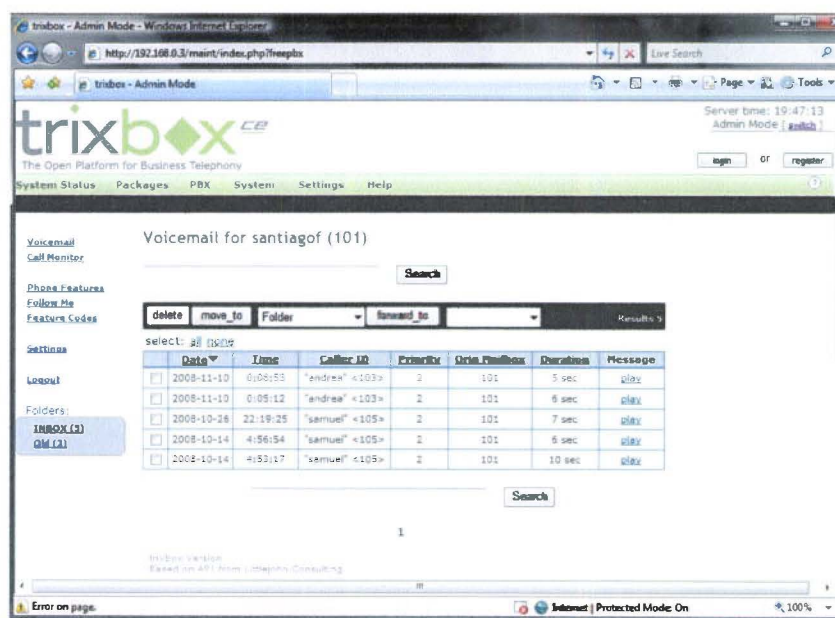 trixbox - Admin Mode - Windows Internet Explorer
http://192.168.0.3/maint/index.php?freepbx
Live Search
trixbox - Admin Mode
Page
Tools
Server time: 19:47:13
Admin Mode [ switch ]
trixbox CE
The Open Platform for Business Telephony
login or register
System Status Packages PBX System Settings Help
Voicemail
Call Monitor
Phone Features
Follow Me
Feature Codes
Settings
Logout
Folders:
INBOX (5)
Voicemail for santiagof (101)
Search
delete move_to Folder forward_to Results 5
select: all none
Date Time Caller ID Priority Orig Mailbox Duration Message
2008-11-10 0:06:53 "andrea" <103> 2 101 5 sec play
2008-11-10 0:05:12 "andrea" <103> 2 101 6 sec play
2008-10-26 22:19:25 "samuel" <105> 2 101 7 sec play
2008-10-14 4:56:54 "samuel" <105> 2 101 6 sec play
2008-10-14 4:53:17 "samuel" <105> 2 101 10 sec play
Search
1
trixbox version
Based on ARI from Littlejohn Consulting
Error on page.
Internet | Protected Mode: On
100%